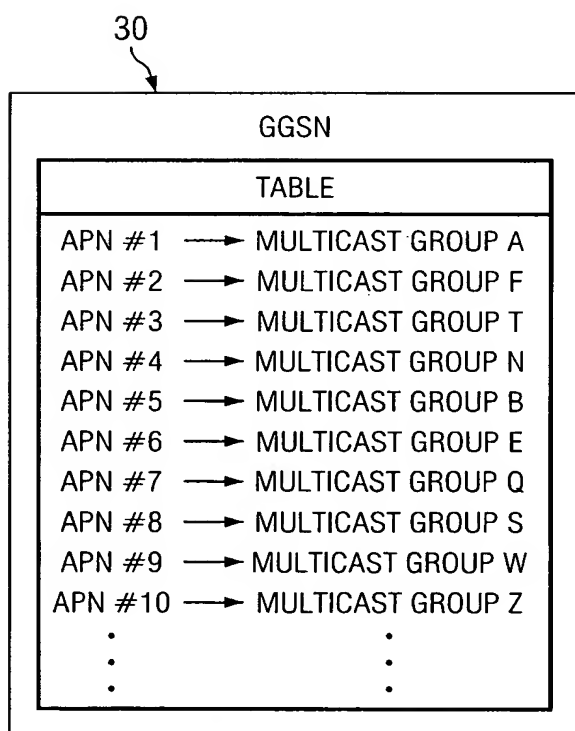 30
GGSN
TABLE
APN #1 → MULTICAST GROUP A
APN #2 → MULTICAST GROUP F
APN #3 → MULTICAST GROUP T
APN #4 → MULTICAST GROUP N
APN #5 → MULTICAST GROUP B
APN #6 → MULTICAST GROUP E
APN #7 → MULTICAST GROUP Q
APN #8 → MULTICAST GROUP S
APN #9 → MULTICAST GROUP W
APN #10 → MULTICAST GROUP Z